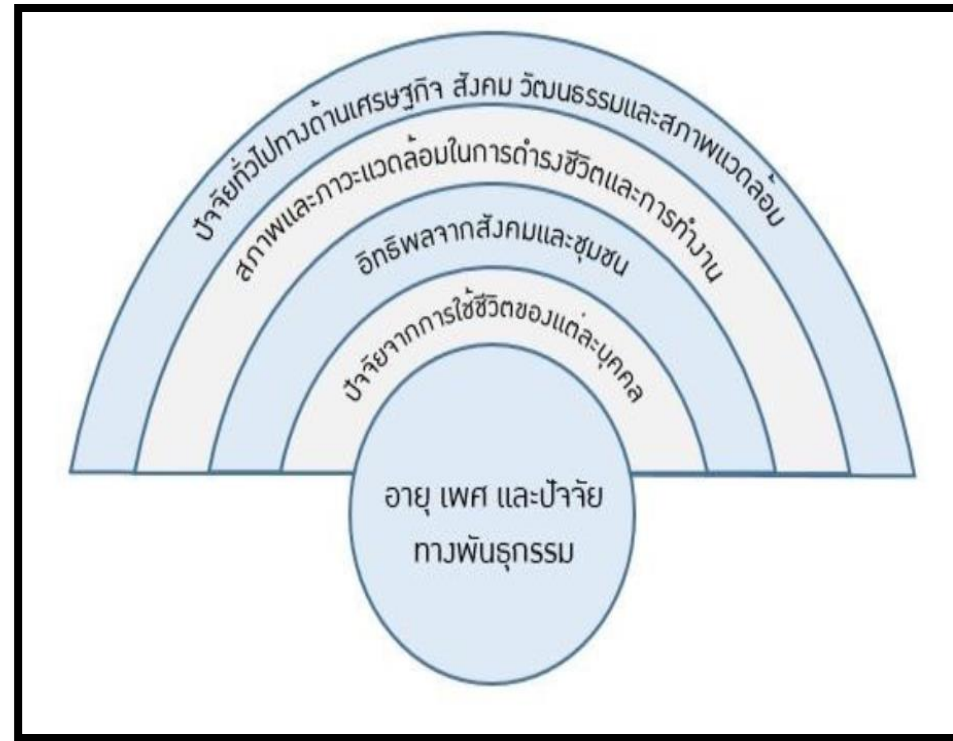 ปัจจัยทั่วไปทางด้านเศรษฐกิจ สังคม วัฒนธรรมและสภาพแวดล้อม
สภาพและภาวะแวดล้อมในการดำรงชีวิตและการทำงาน
อิทธิพลจากสังคมและชุมชน
ปัจจัยจากการใช้ชีวิตของแต่ละบุคคล
อายุ เพศ และปัจจัย
ทางพันธุกรรม